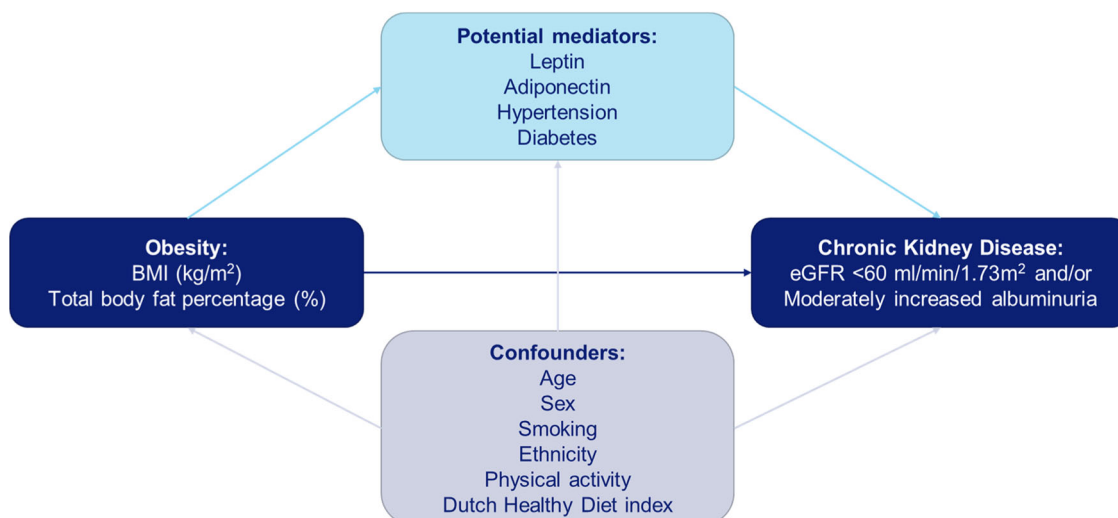 Potential mediators:
Leptin
Adiponectin
Hypertension
Diabetes
Obesity:
BMI (kg/m²)
Total body fat percentage (%)
Chronic Kidney Disease:
eGFR <60 ml/min/1.73m² and/or
Moderately increased albuminuria
Confounders:
Age
Sex
Smoking
Ethnicity
Physical activity
Dutch Healthy Diet index